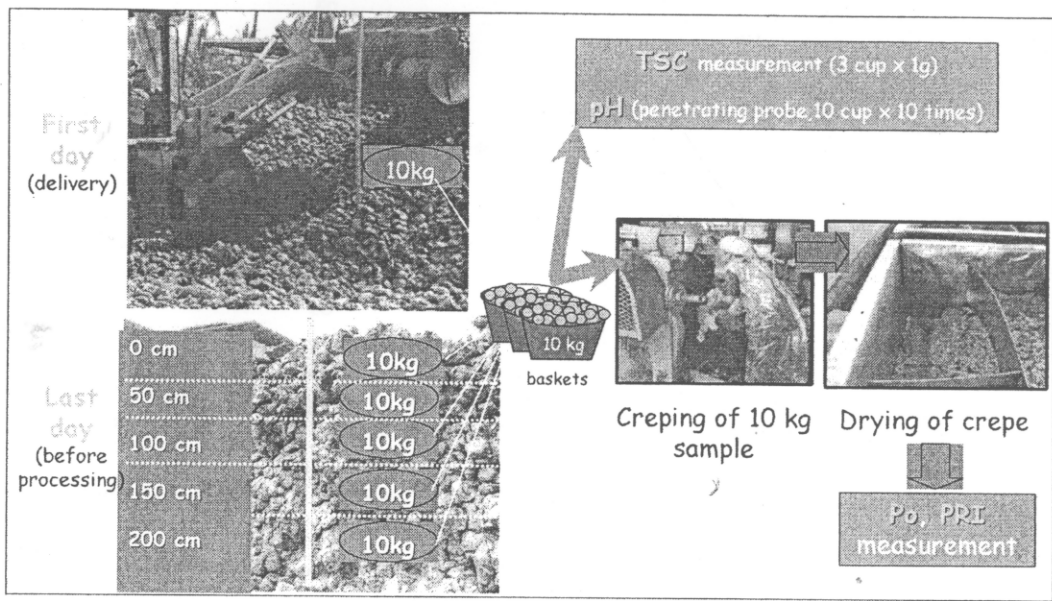 First
day
(delivery)
10kg
TSC measurement (3 cup x 1g)
pH (penetrating probe, 10 cup x 10 times)
0 cm
50 cm
100 cm
150 cm
200 cm
10kg
10kg
10kg
10kg
10kg
Last
day
(before
processing)
10 kg
baskets
Creping of 10 kg
sample
Drying of crepe
Po, PRI
measurement